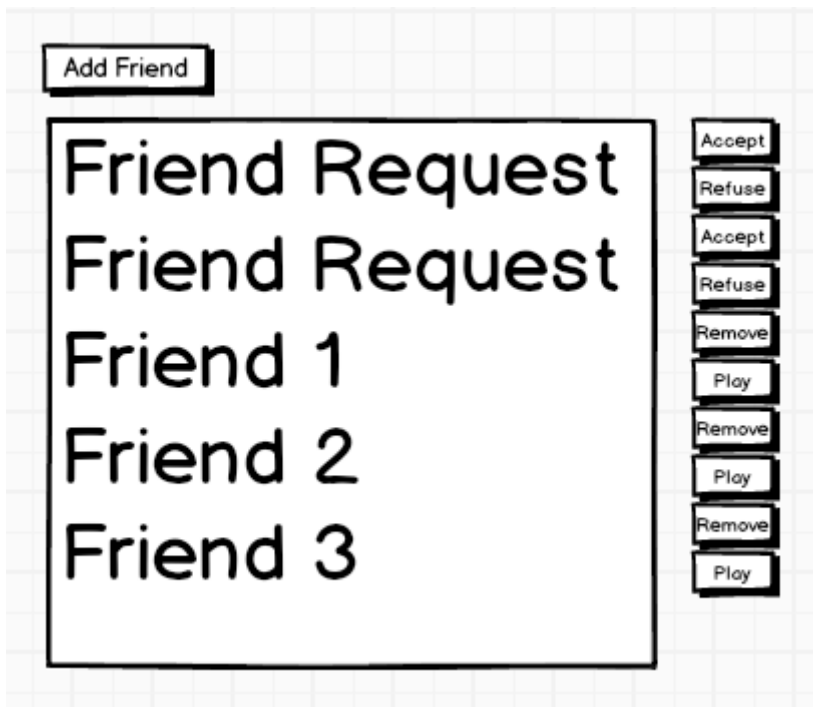 Add Friend
Friend Request
Accept
Refuse
Friend Request
Accept
Refuse
Friend 1
Remove
Play
Friend 2
Remove
Play
Friend 3
Remove
Play